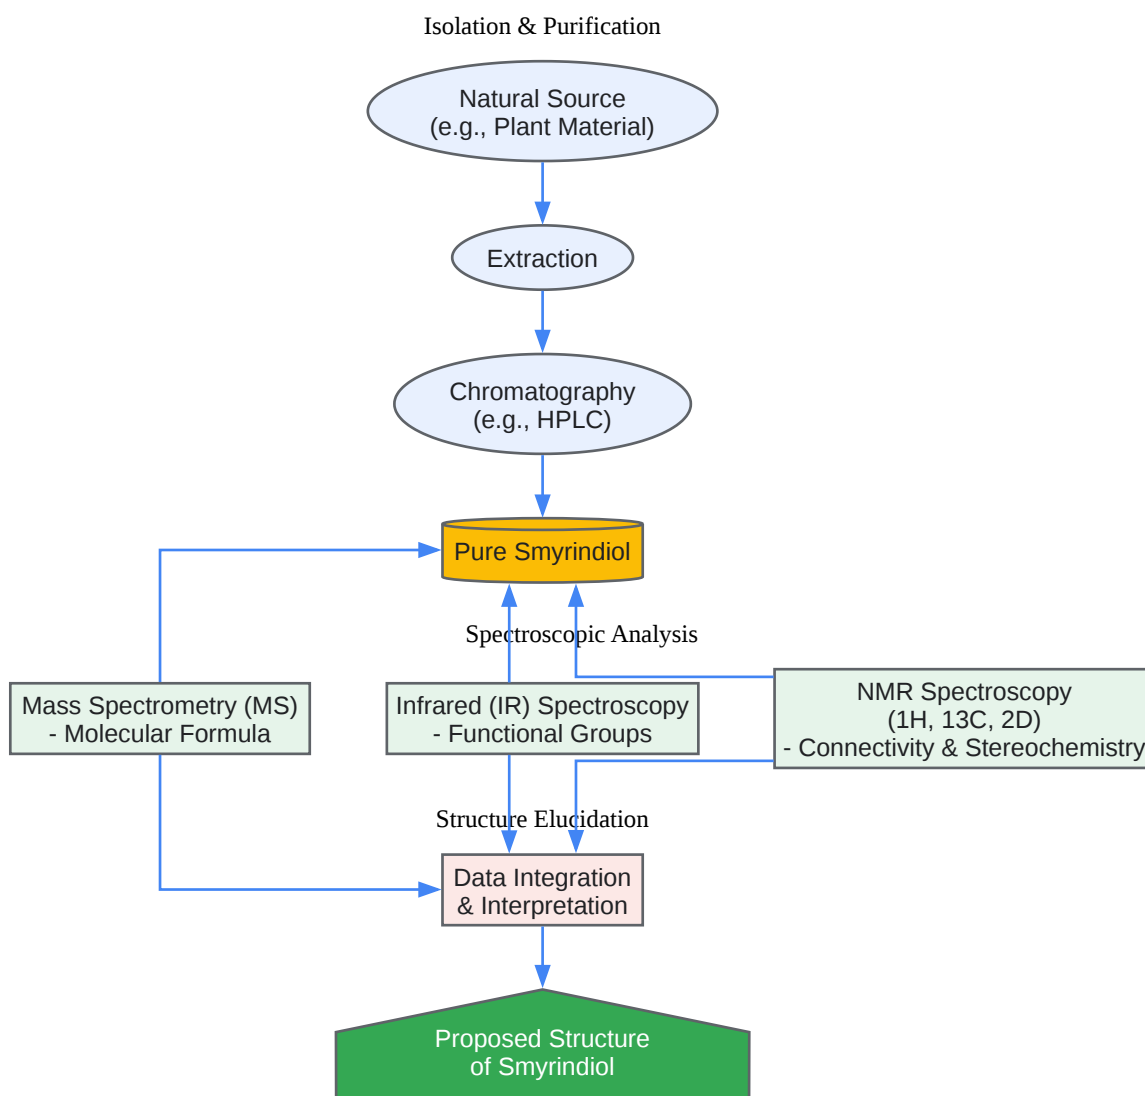 Isolation & Purification
Natural Source
(e.g., Plant Material)
Extraction
Chromatography
(e.g., HPLC)
Pure Smyrindiol
Spectroscopic Analysis
Mass Spectrometry (MS)
- Molecular Formula
Infrared (IR) Spectroscopy
- Functional Groups
NMR Spectroscopy
(1H, 13C, 2D)
- Connectivity & Stereochemistry
Structure Elucidation
Data Integration
& Interpretation
Proposed Structure
of Smyrindiol